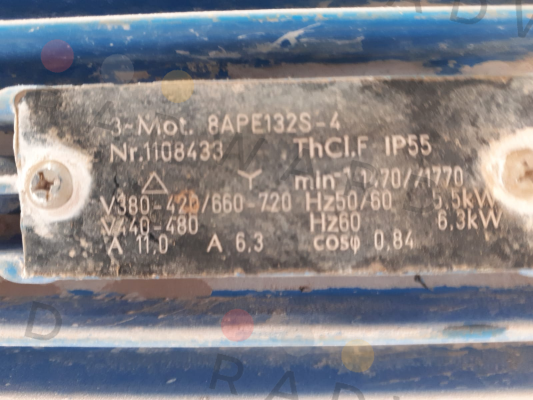 3~Mot. 8APE132S-4
Nr.1108433 ThCl.F IP55
△ Y min⁻¹ 1470//1770
V380-420/660-720 Hz50/60 5,5kW
V440-480 Hz60 6,3kW
A 11,0 A 6,3 cosφ 0,84